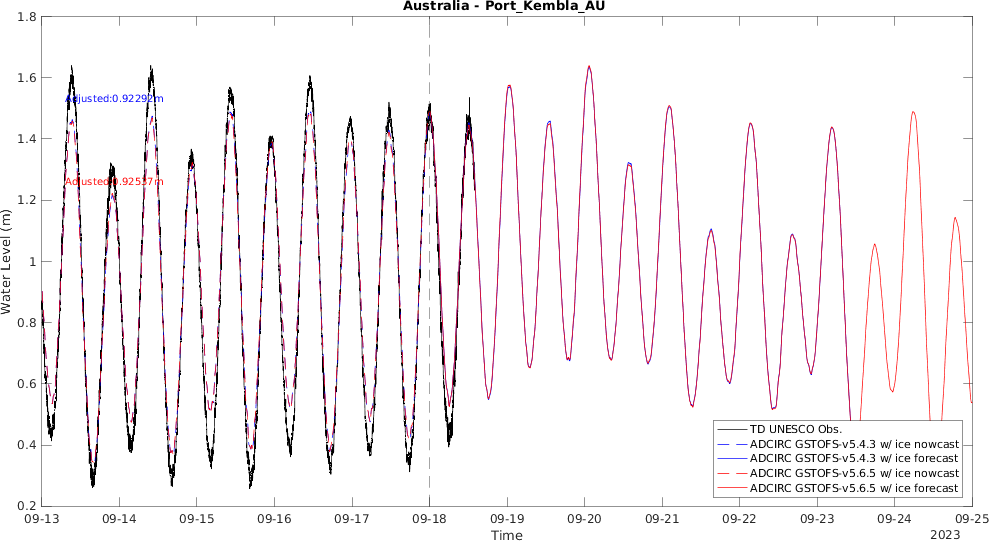 Australia - Port_Kembla_AU
1.8
1.6
1.4
1.2
1
0.8
0.6
0.4
0.2
Water Level (m)
Adjusted:0.92292m
Adjusted:0.92537m
TD UNESCO Obs.
ADCIRC GSTOFS-v5.4.3 w/ ice nowcast
ADCIRC GSTOFS-v5.4.3 w/ ice forecast
ADCIRC GSTOFS-v5.6.5 w/ ice nowcast
ADCIRC GSTOFS-v5.6.5 w/ ice forecast
09-13 09-14 09-15 09-16 09-17 09-18 09-19 09-20 09-21 09-22 09-23 09-24 09-25
Time
2023